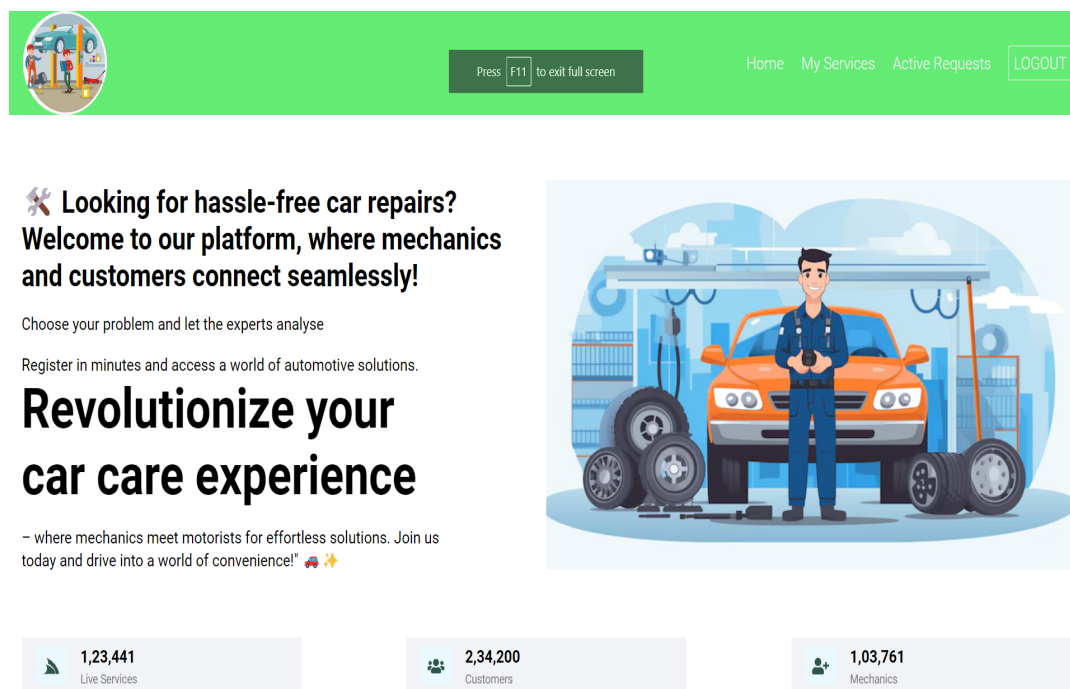 Press F11 to exit full screen
Home My Services Active Requests LOGOUT
🛠️ Looking for hassle-free car repairs?
Welcome to our platform, where mechanics
and customers connect seamlessly!
Choose your problem and let the experts analyse
Register in minutes and access a world of automotive solutions.
Revolutionize your
car care experience
– where mechanics meet motorists for effortless solutions. Join us
today and drive into a world of convenience!" 🚗 ✨
1,23,441
Live Services
2,34,200
Customers
1,03,761
Mechanics